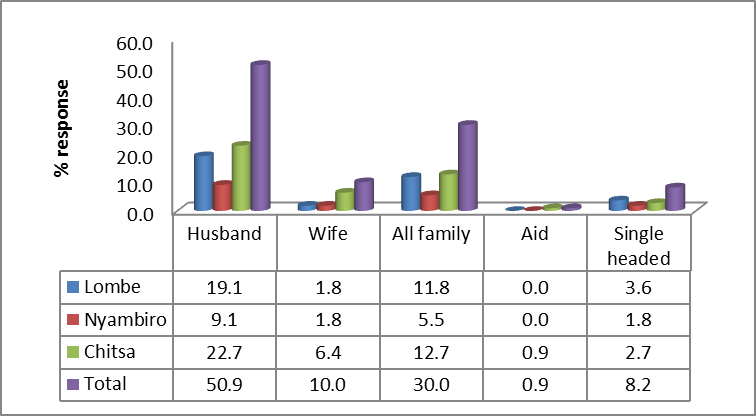 60.0
50.0
40.0
30.0
20.0
10.0
0.0
% response
Husband Wife All family Aid Single
headed
Lombe 19.1 1.8 11.8 0.0 3.6
Nyambiro 9.1 1.8 5.5 0.0 1.8
Chitsa 22.7 6.4 12.7 0.9 2.7
Total 50.9 10.0 30.0 0.9 8.2